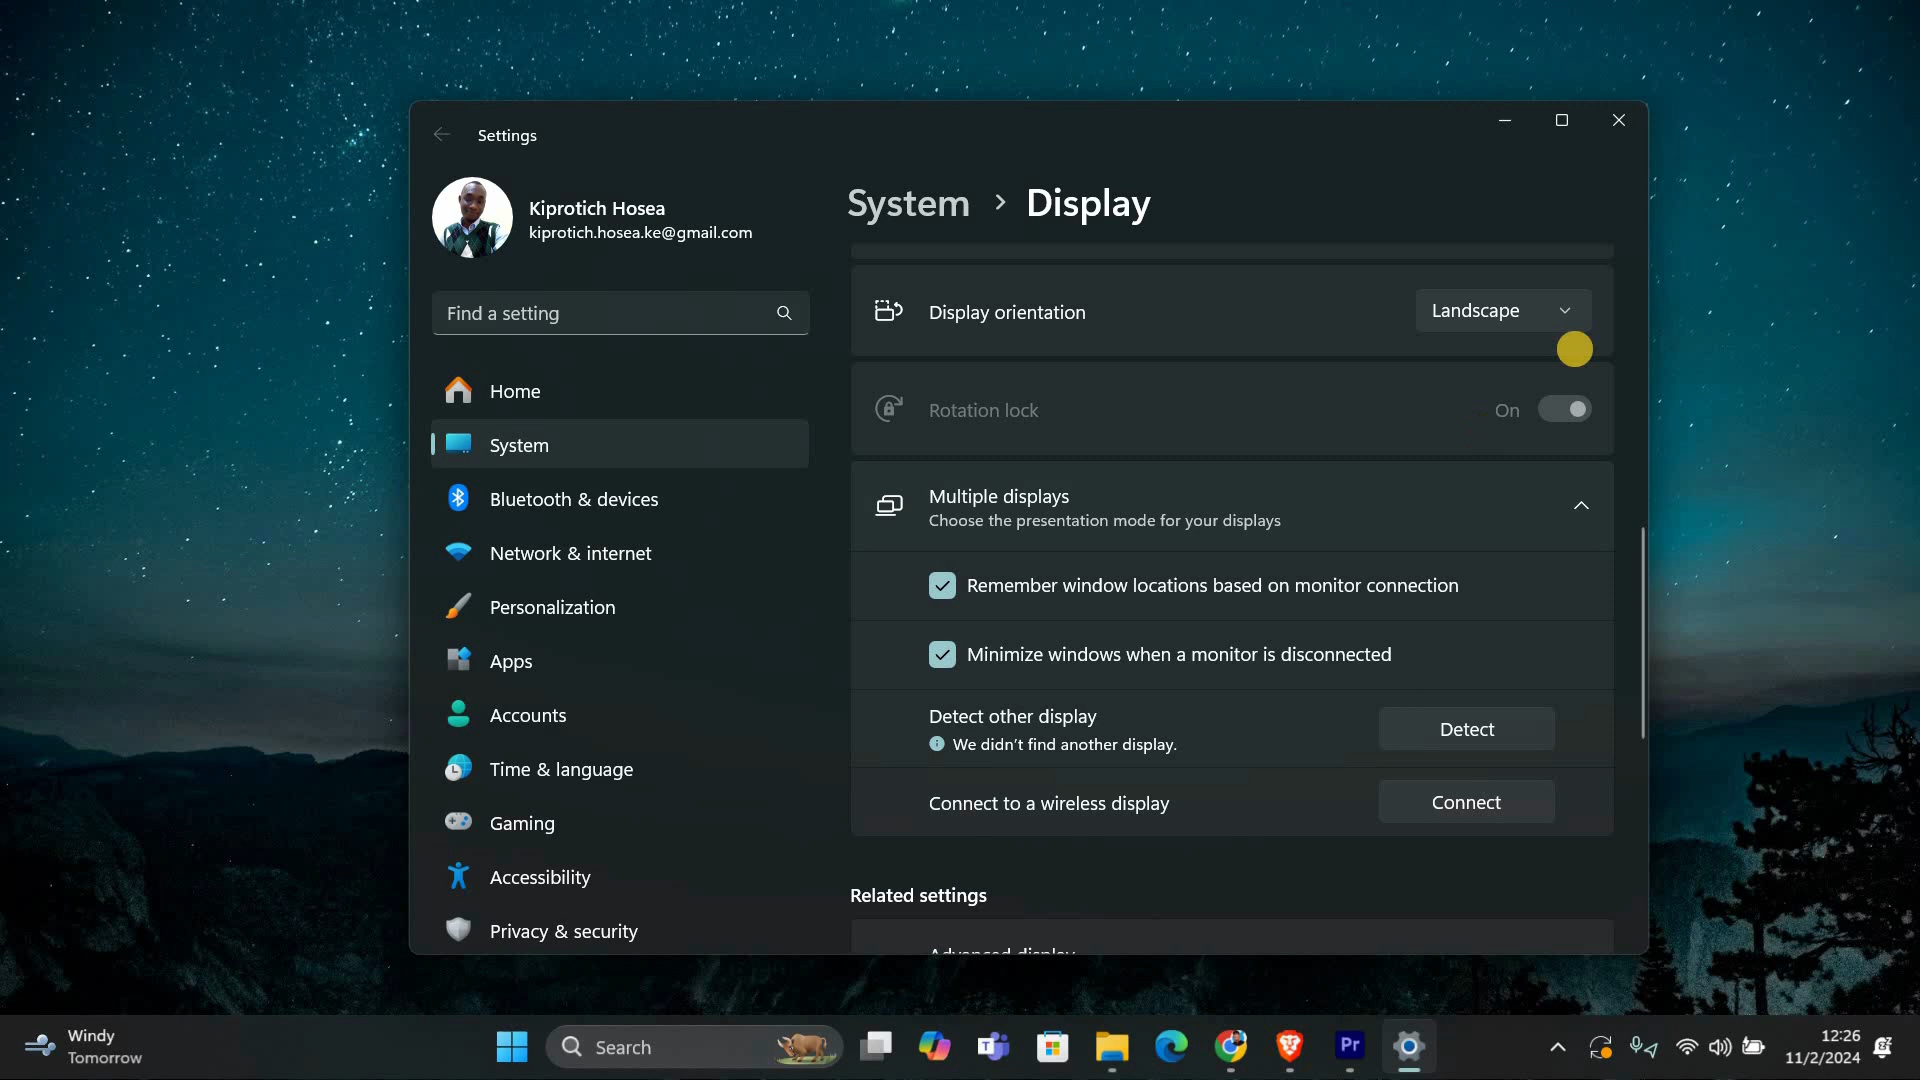 Settings
Kiprotich Hosea
kiprotich.hosea.ke@gmail.com
Find a setting
Home
System
Bluetooth & devices
Network & internet
Personalization
Apps
Accounts
Time & language
Gaming
Accessibility
Privacy & security
System > Display
Display orientation
Landscape
Rotation lock
On
Multiple displays
Choose the presentation mode for your displays
Remember window locations based on monitor connection
Minimize windows when a monitor is disconnected
Detect other display
We didn't find another display.
Detect
Connect to a wireless display
Connect
Related settings
Advanced display
Windy
Tomorrow
Search
T
Pr
12:26
11/2/2024